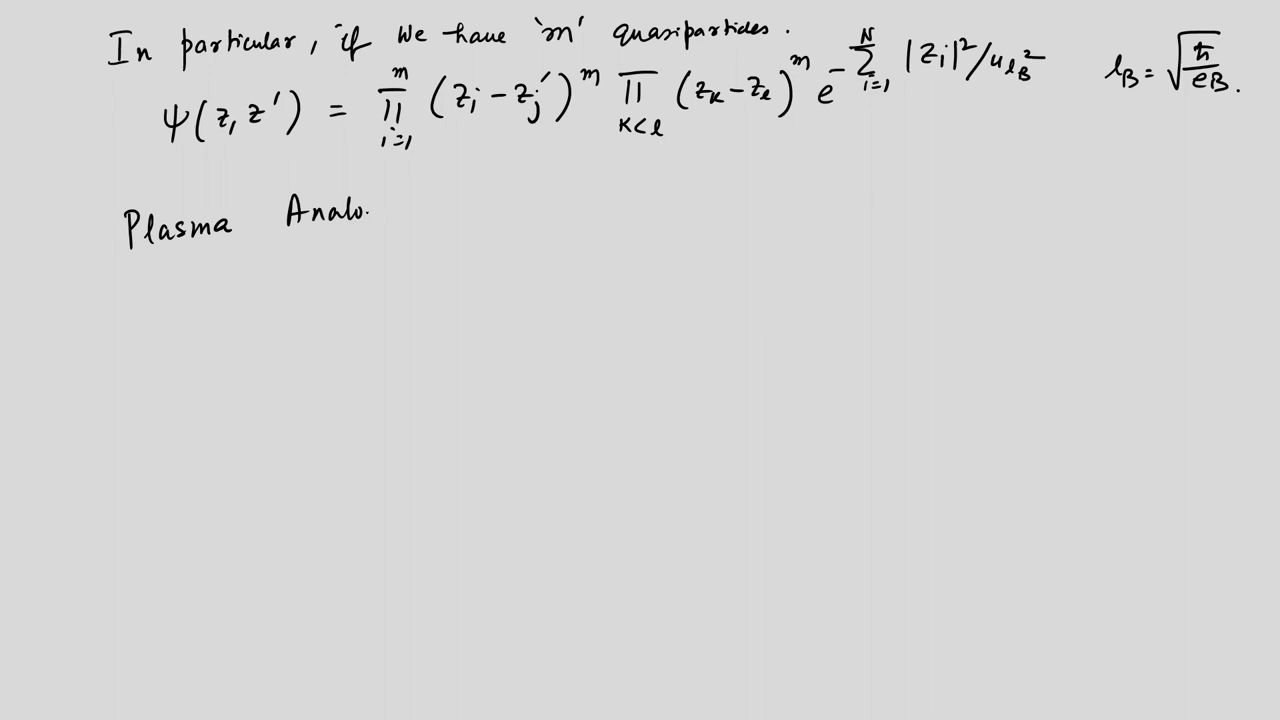 In particular, if we have 'm' quasiparticles.
ψ(z, z′) = ∏_{i=1}^{m} (z_i − z_j′)^m ∏_{k<l} (z_k − z_l)^m e^{−∑_{i=1}^{N} |z_i|²/4l_B²} l_B = √(ħ/eB).
Plasma Analo.